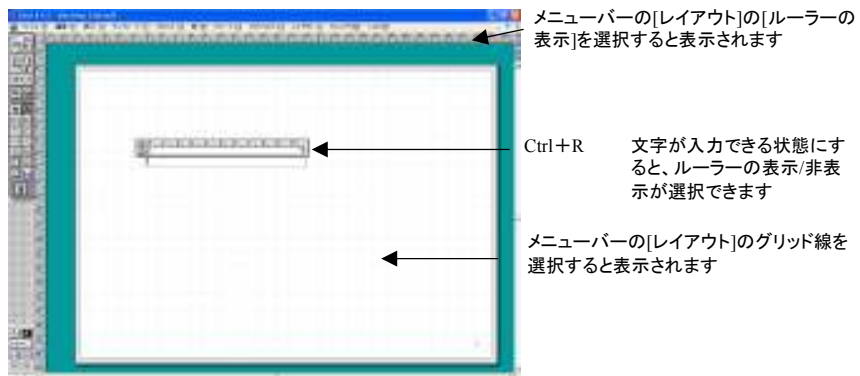 メニューバーの[レイアウト]の[ルーラーの
表示]を選択すると表示されます
Ctrl＋R 文字が入力できる状態にす
ると、ルーラーの表示/非表
示が選択できます
メニューバーの[レイアウト]のグリッド線を
選択すると表示されます